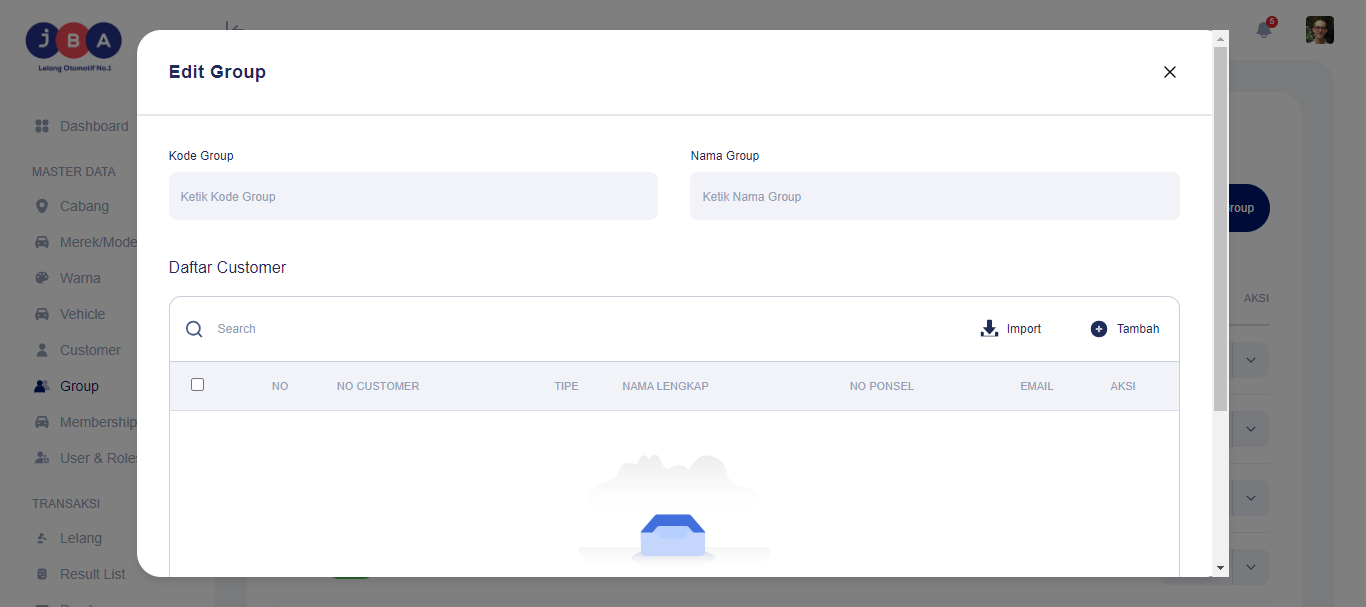 JBA
Lelang Otomotif No.1
6
Edit Group
Dashboard
Kode Group
Nama Group
MASTER DATA
Ketik Kode Group
Ketik Nama Group
Cabang
roup
Merek/Mode
Daftar Customer
Warna
AKSI
Vehicle
Search
Import
Tambah
Customer
Group
NO
NO CUSTOMER
TIPE
NAMA LENGKAP
NO PONSEL
EMAIL
AKSI
Membership
User & Roles
TRANSAKSI
Lelang
Result List